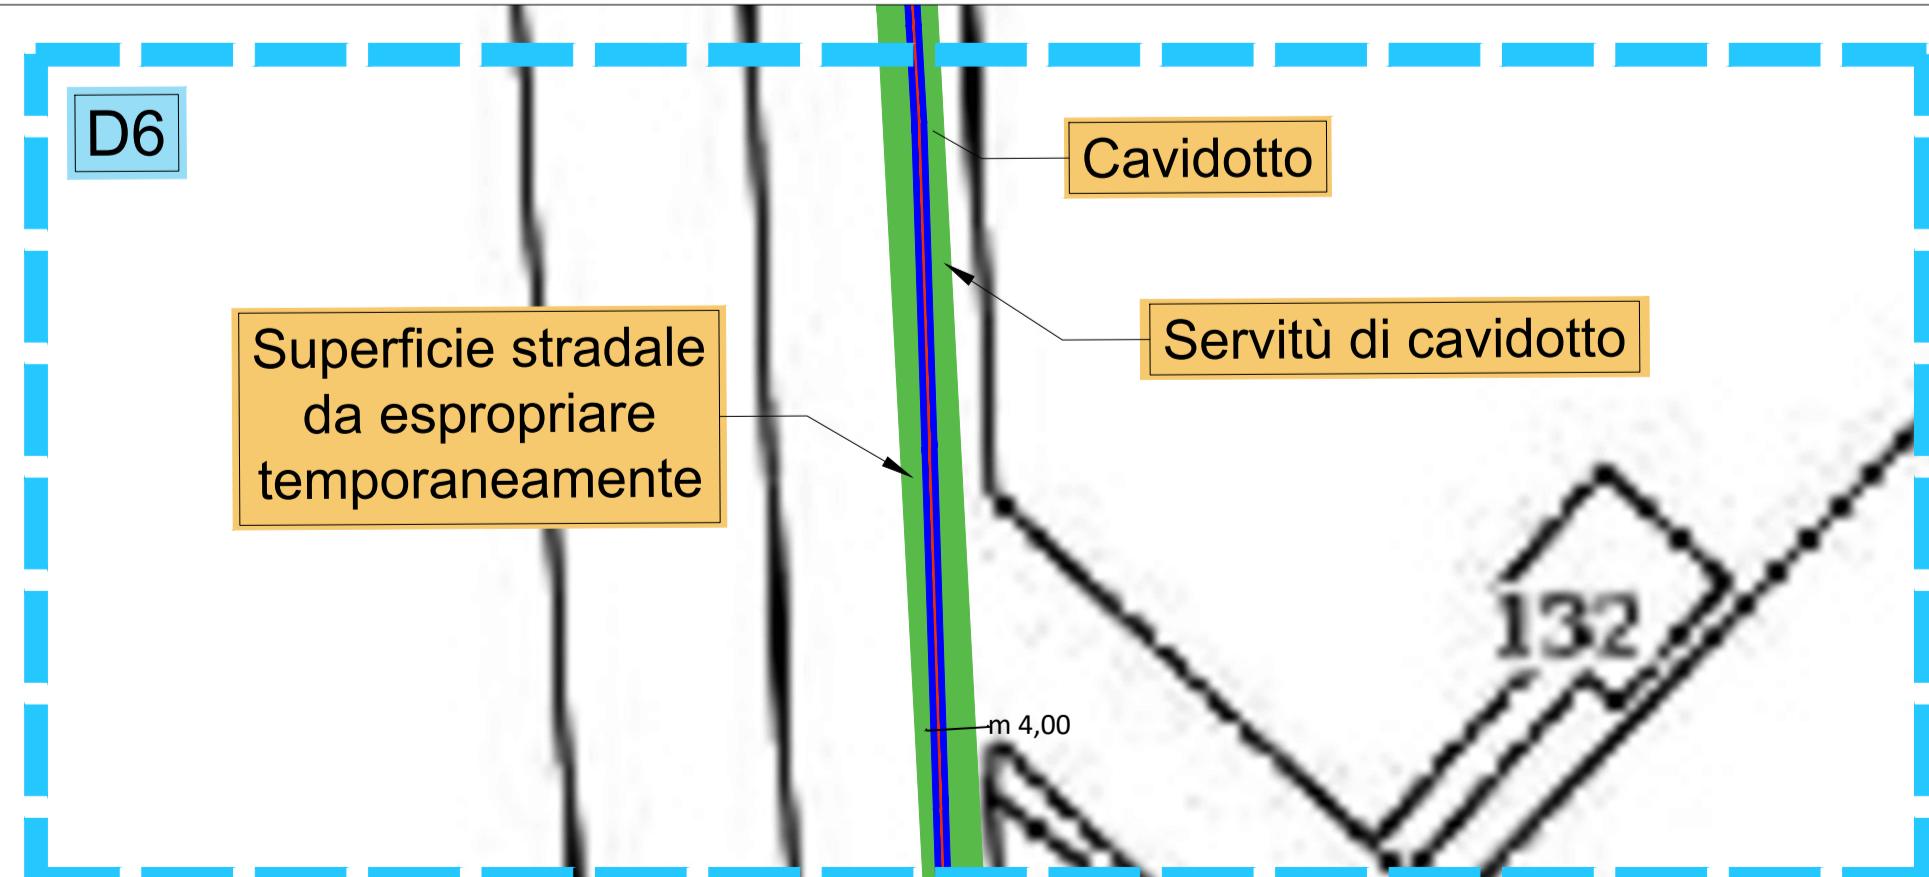 D6
Cavidotto
Servitù di cavidotto
Superficie stradale
da espropriare
temporaneamente
132
m 4,00